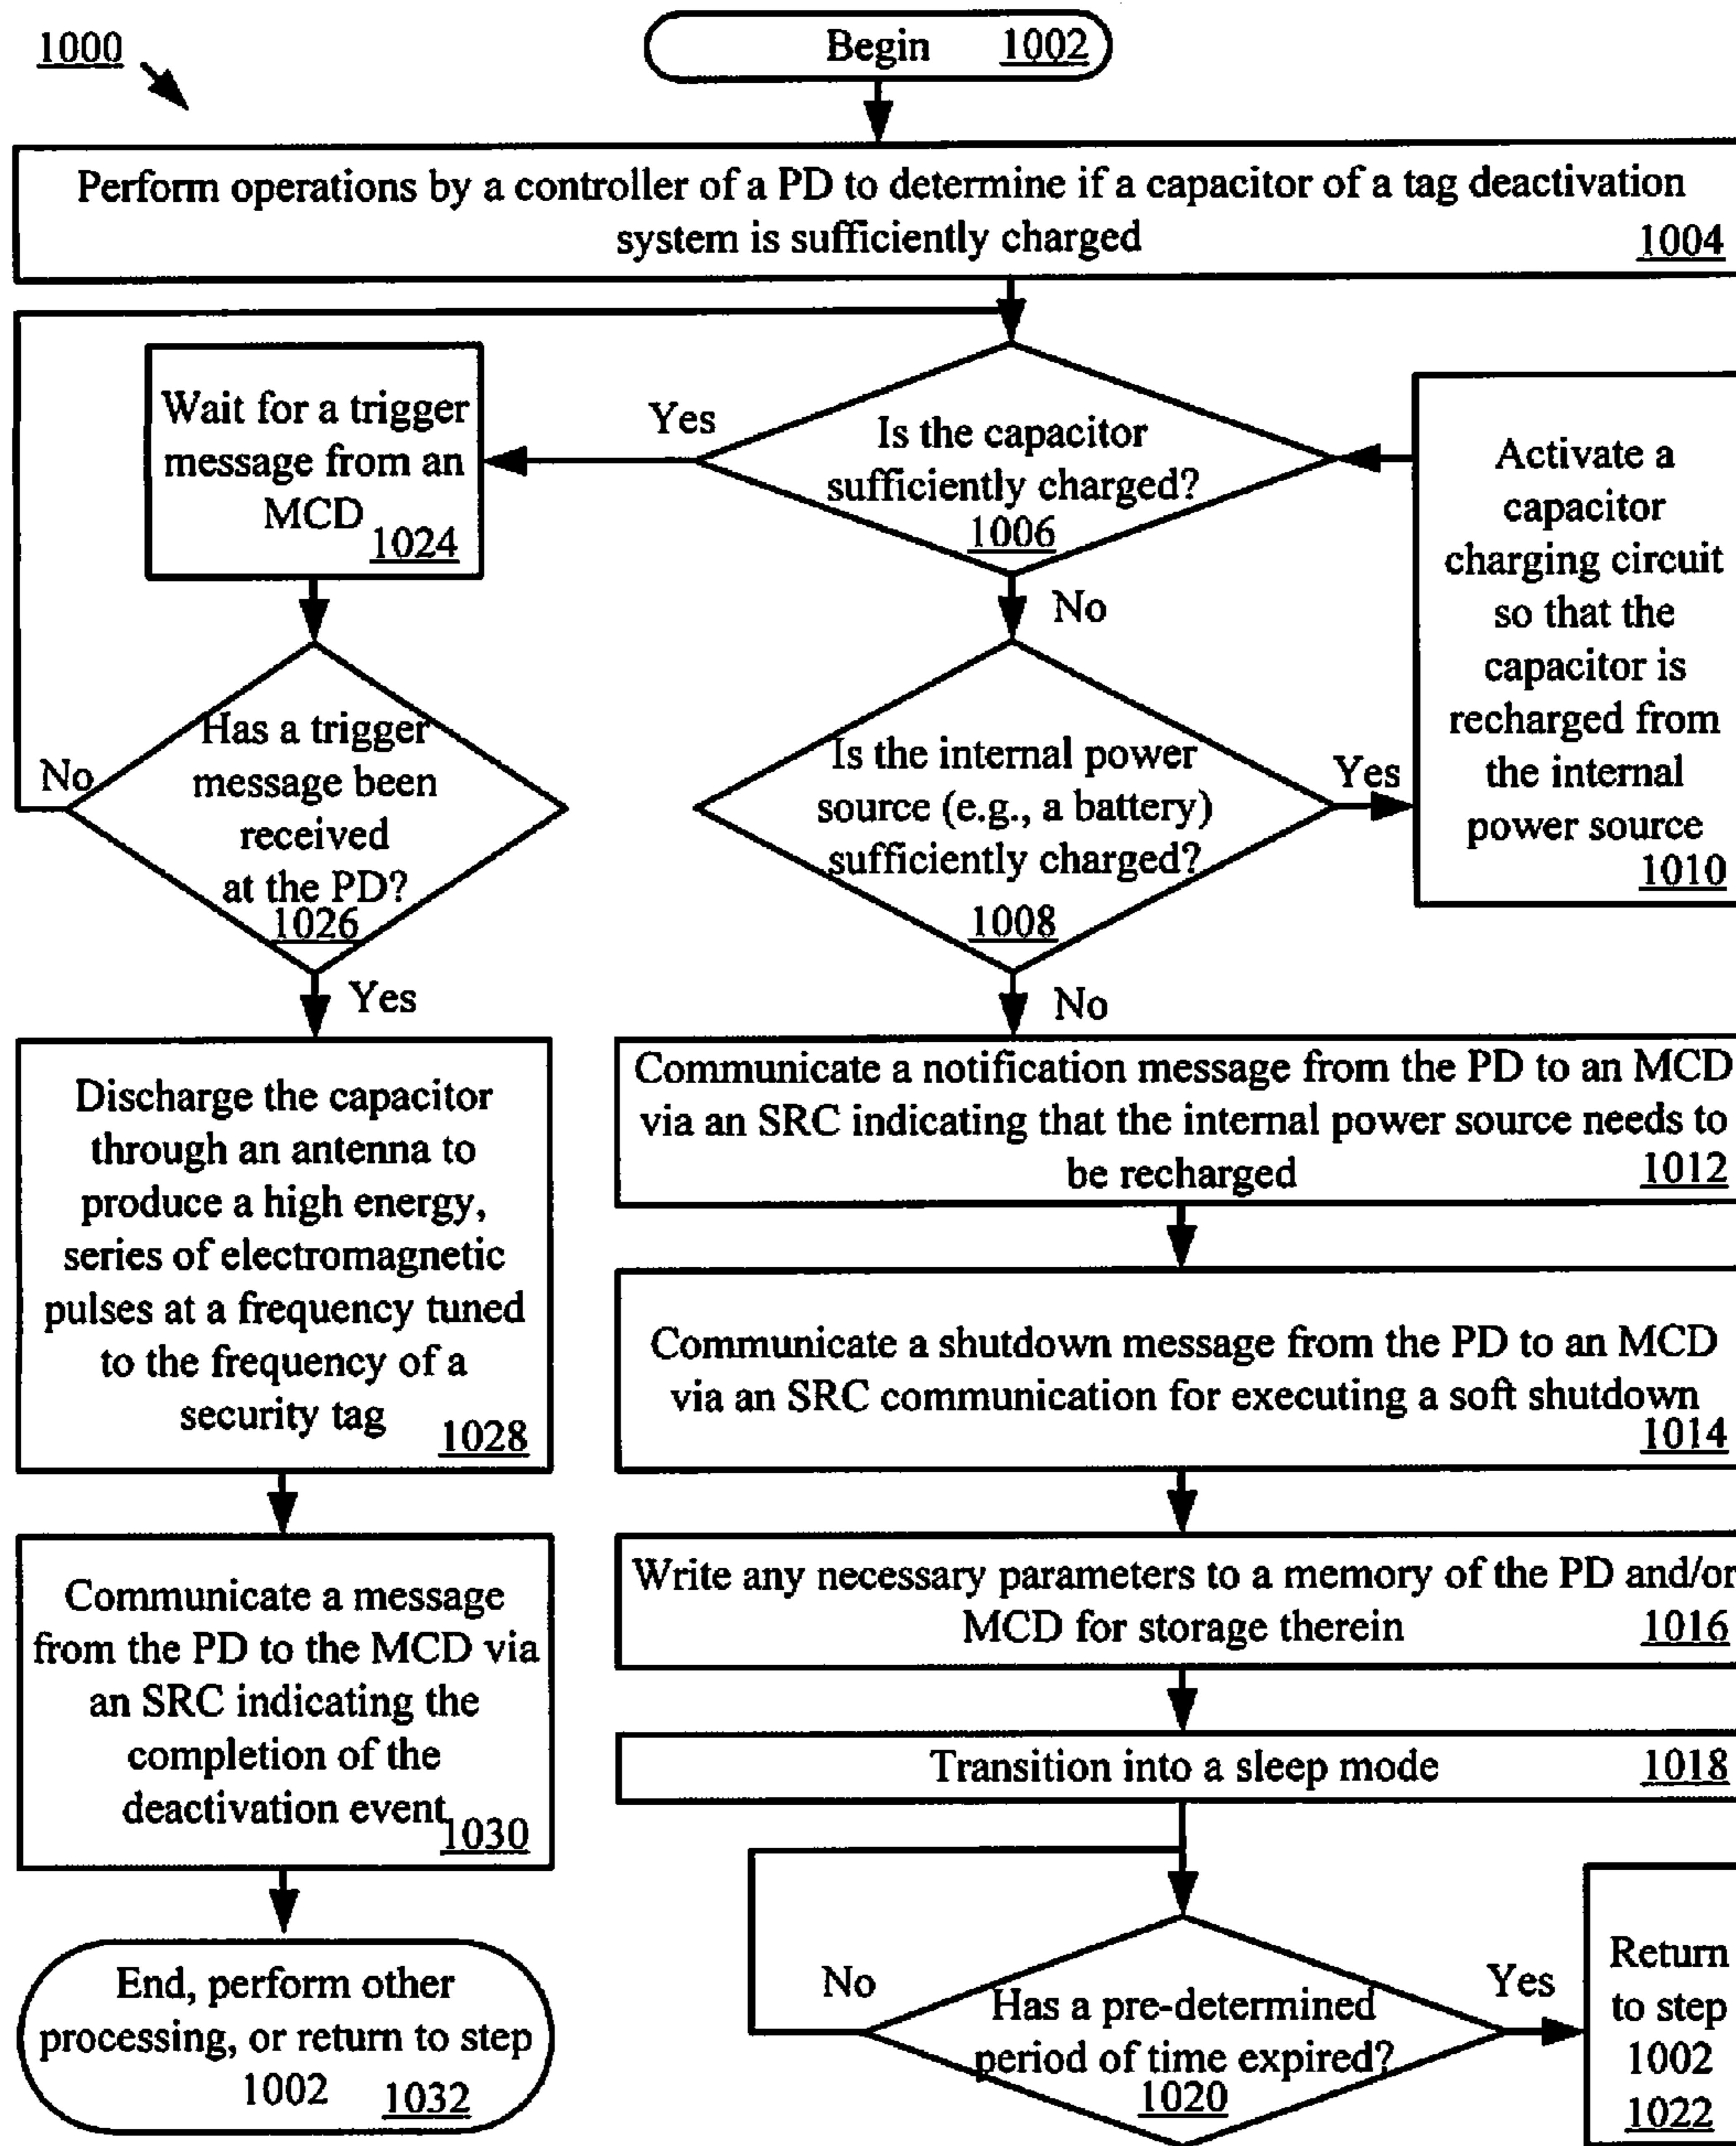 1000
Begin 1002
Perform operations by a controller of a PD to determine if a capacitor of a tag deactivation
system is sufficiently charged 1004
Wait for a trigger
message from an
MCD 1024
Yes
Is the capacitor
sufficiently charged?
1006
No
Activate a
capacitor
charging circuit
so that the
capacitor is
recharged from
the internal
power source
1010
Has a trigger
message been
received
at the PD?
1026
No
Yes
Is the internal power
source (e.g., a battery)
sufficiently charged?
1008
Yes
No
Discharge the capacitor
through an antenna to
produce a high energy,
series of electromagnetic
pulses at a frequency tuned
to the frequency of a
security tag 1028
Communicate a notification message from the PD to an MCD
via an SRC indicating that the internal power source needs to
be recharged 1012
Communicate a shutdown message from the PD to an MCD
via an SRC communication for executing a soft shutdown
1014
Communicate a message
from the PD to the MCD via
an SRC indicating the
completion of the
deactivation event
1030
Write any necessary parameters to a memory of the PD and/or
MCD for storage therein 1016
Transition into a sleep mode 1018
End, perform other
processing, or return to step
1002 1032
No
Has a pre-determined
period of time expired?
1020
Yes
Return
to step
1002
1022